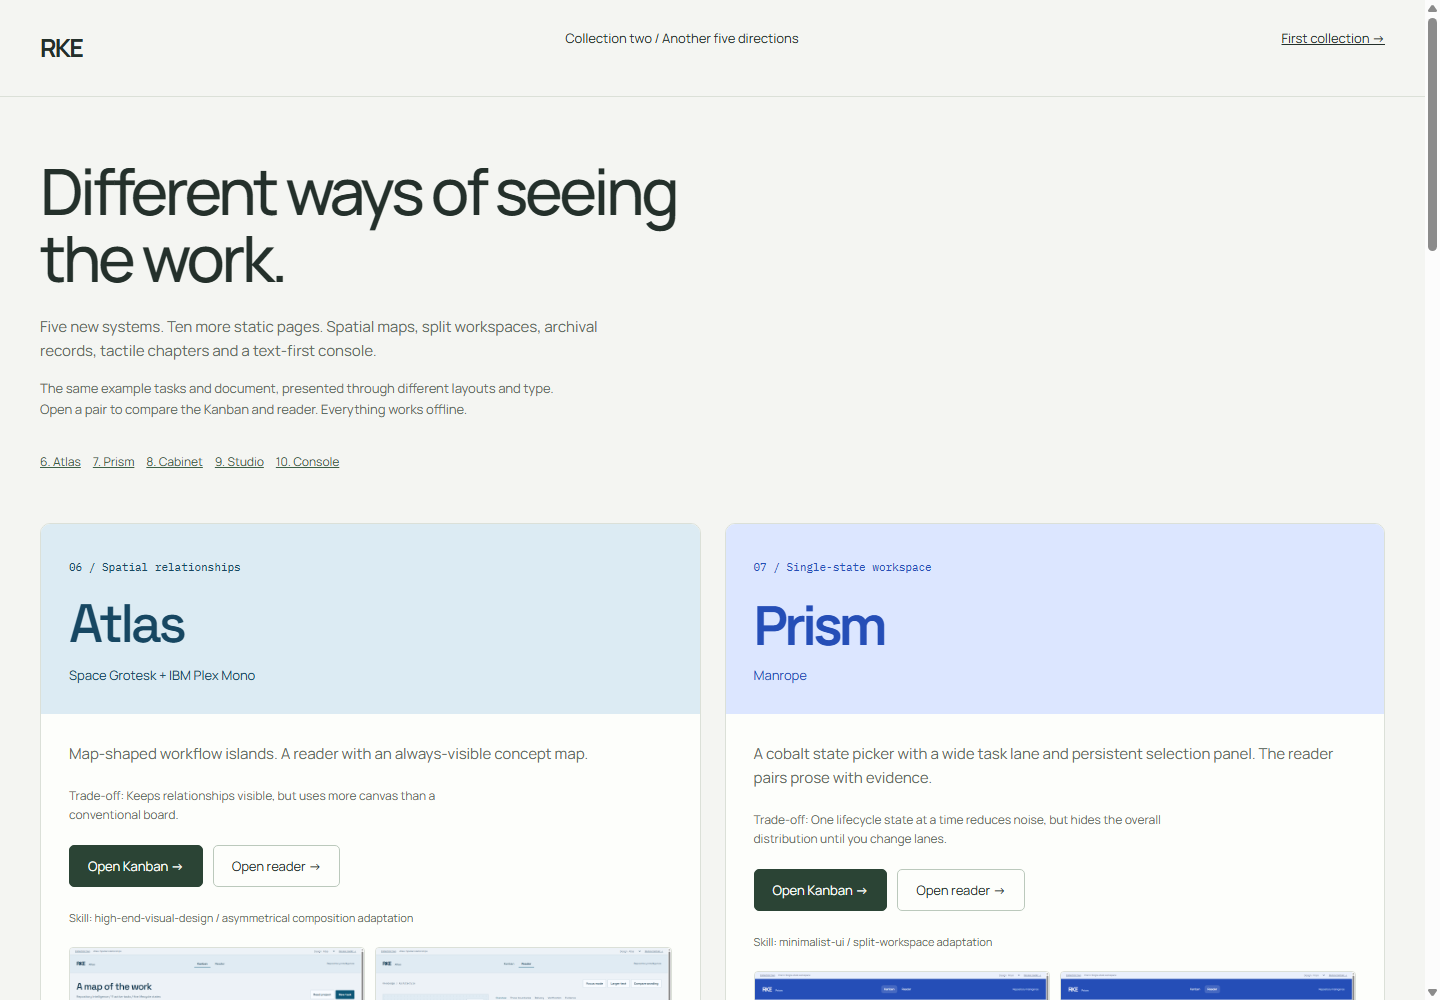 RKE
Collection two / Another five directions
First collection →
Different ways of seeing
the work.
Five new systems. Ten more static pages. Spatial maps, split workspaces, archival
records, tactile chapters and a text-first console.
The same example tasks and document, presented through different layouts and type.
Open a pair to compare the Kanban and reader. Everything works offline.
6. Atlas 7. Prism 8. Cabinet 9. Studio 10. Console
06 / Spatial relationships
Atlas
Space Grotesk + IBM Plex Mono
Map-shaped workflow islands. A reader with an always-visible concept map.
Trade-off: Keeps relationships visible, but uses more canvas than a
conventional board.
Open Kanban →
Open reader →
Skill: high-end-visual-design / asymmetrical composition adaptation
RKE
A map of the work
RKE
07 / Single-state workspace
Prism
Manrope
A cobalt state picker with a wide task lane and persistent selection panel. The reader
pairs prose with evidence.
Trade-off: One lifecycle state at a time reduces noise, but hides the overall
distribution until you change lanes.
Open Kanban →
Open reader →
Skill: minimalist-ui / split-workspace adaptation
RKE
RKE